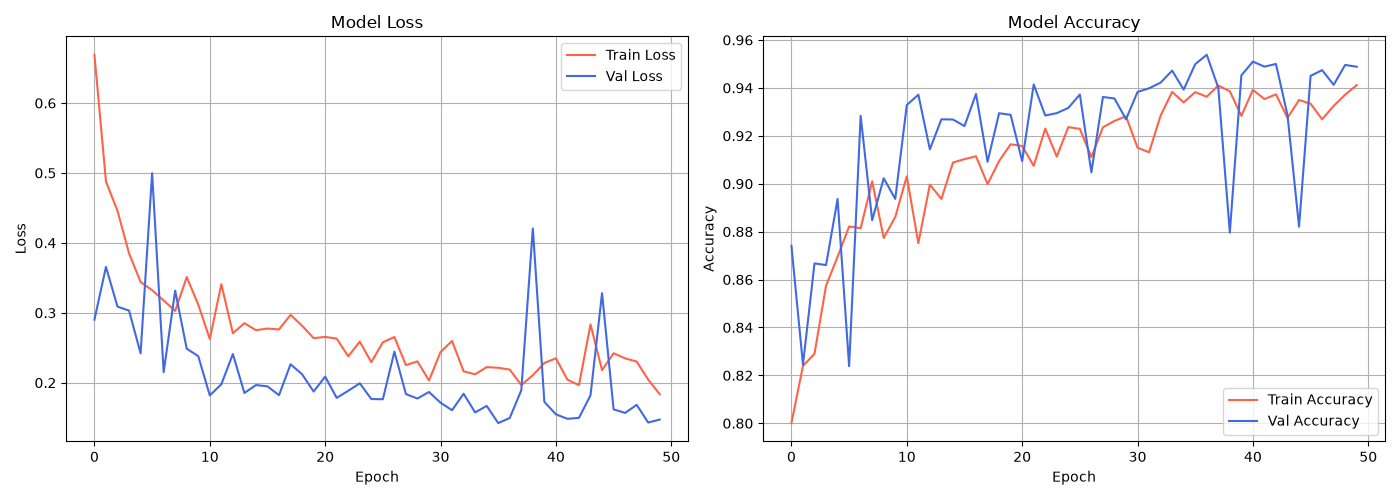 Model Loss
Train Loss
Val Loss
0.6
0.5
0.4
0.3
0.2
Loss
0
10
20
30
40
50
Epoch
Model Accuracy
0.96
0.94
0.92
0.90
0.88
0.86
0.84
0.82
0.80
Accuracy
Train Accuracy
Val Accuracy
0
10
20
30
40
50
Epoch